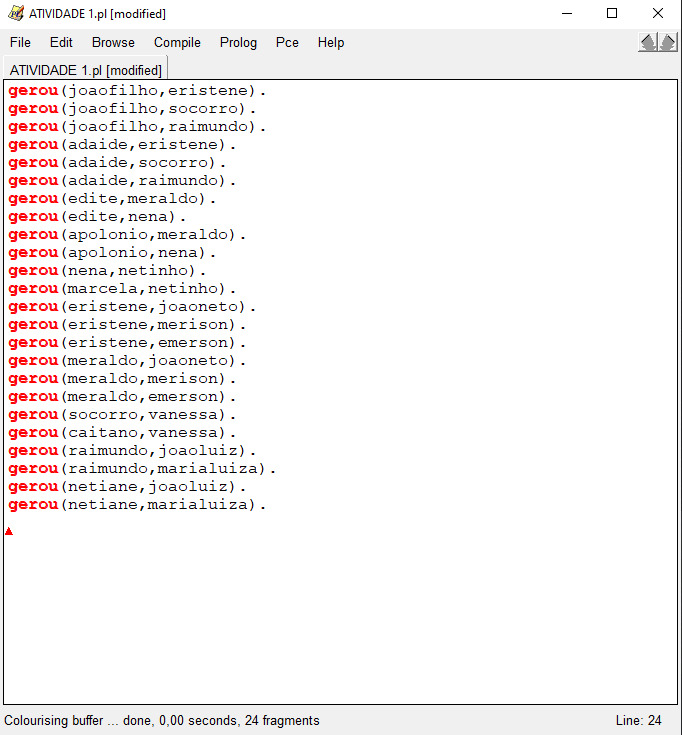 ATIVIDADE 1.pl [modified]
File Edit Browse Compile Prolog Pce Help
ATIVIDADE 1.pl [modified]
gerou(joaofilho,eristene).
gerou(joaofilho,socorro).
gerou(joaofilho,raimundo).
gerou(adaide,eristene).
gerou(adaide,socorro).
gerou(adaide,raimundo).
gerou(edite,meraldo).
gerou(edite,nena).
gerou(apolonio,meraldo).
gerou(apolonio,nena).
gerou(nena,netinho).
gerou(marcela,netinho).
gerou(eristene,joaoneto).
gerou(eristene,merison).
gerou(eristene,emerson).
gerou(meraldo,joaoneto).
gerou(meraldo,merison).
gerou(meraldo,emerson).
gerou(socorro,vanessa).
gerou(caitano,vanessa).
gerou(raimundo,joaoluiz).
gerou(raimundo,marialuiza).
gerou(netiane,joaoluiz).
gerou(netiane,marialuiza).
Colourising buffer ... done, 0,00 seconds, 24 fragments Line: 24